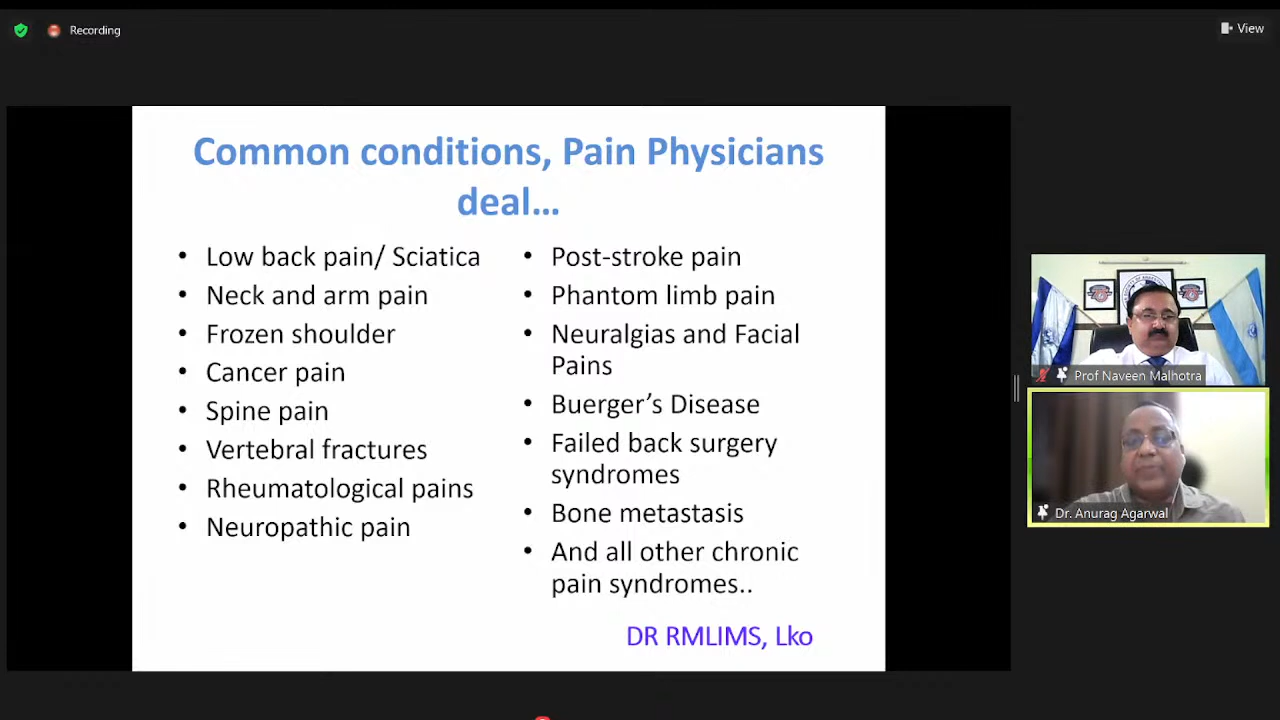 Recording
View
Common conditions, Pain Physicians
deal...
• Low back pain/ Sciatica
• Neck and arm pain
• Frozen shoulder
• Cancer pain
• Spine pain
• Vertebral fractures
• Rheumatological pains
• Neuropathic pain
• Post-stroke pain
• Phantom limb pain
• Neuralgias and Facial
Pains
• Buerger’s Disease
• Failed back surgery
syndromes
• Bone metastasis
• And all other chronic
pain syndromes..
DR RMLIMS, Lko
Prof Naveen Malhotra
Dr. Anurag Agarwal